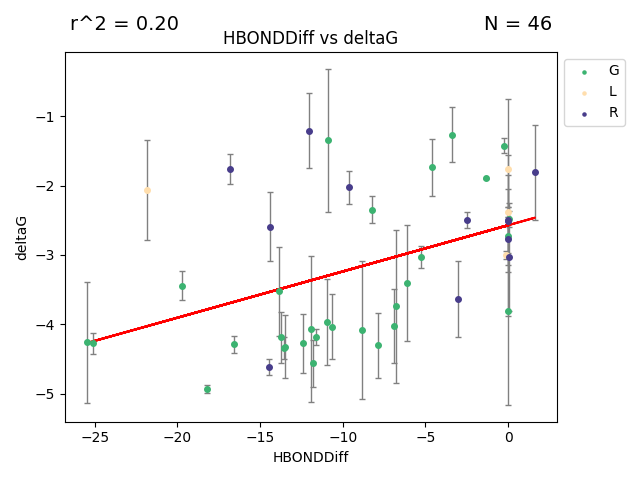 r^2 = 0.20
N = 46
HBONDDiff vs deltaG
G
L
R
−1
−2
−3
−4
−5
deltaG
−25
−20
−15
−10
−5
0
HBONDDiff